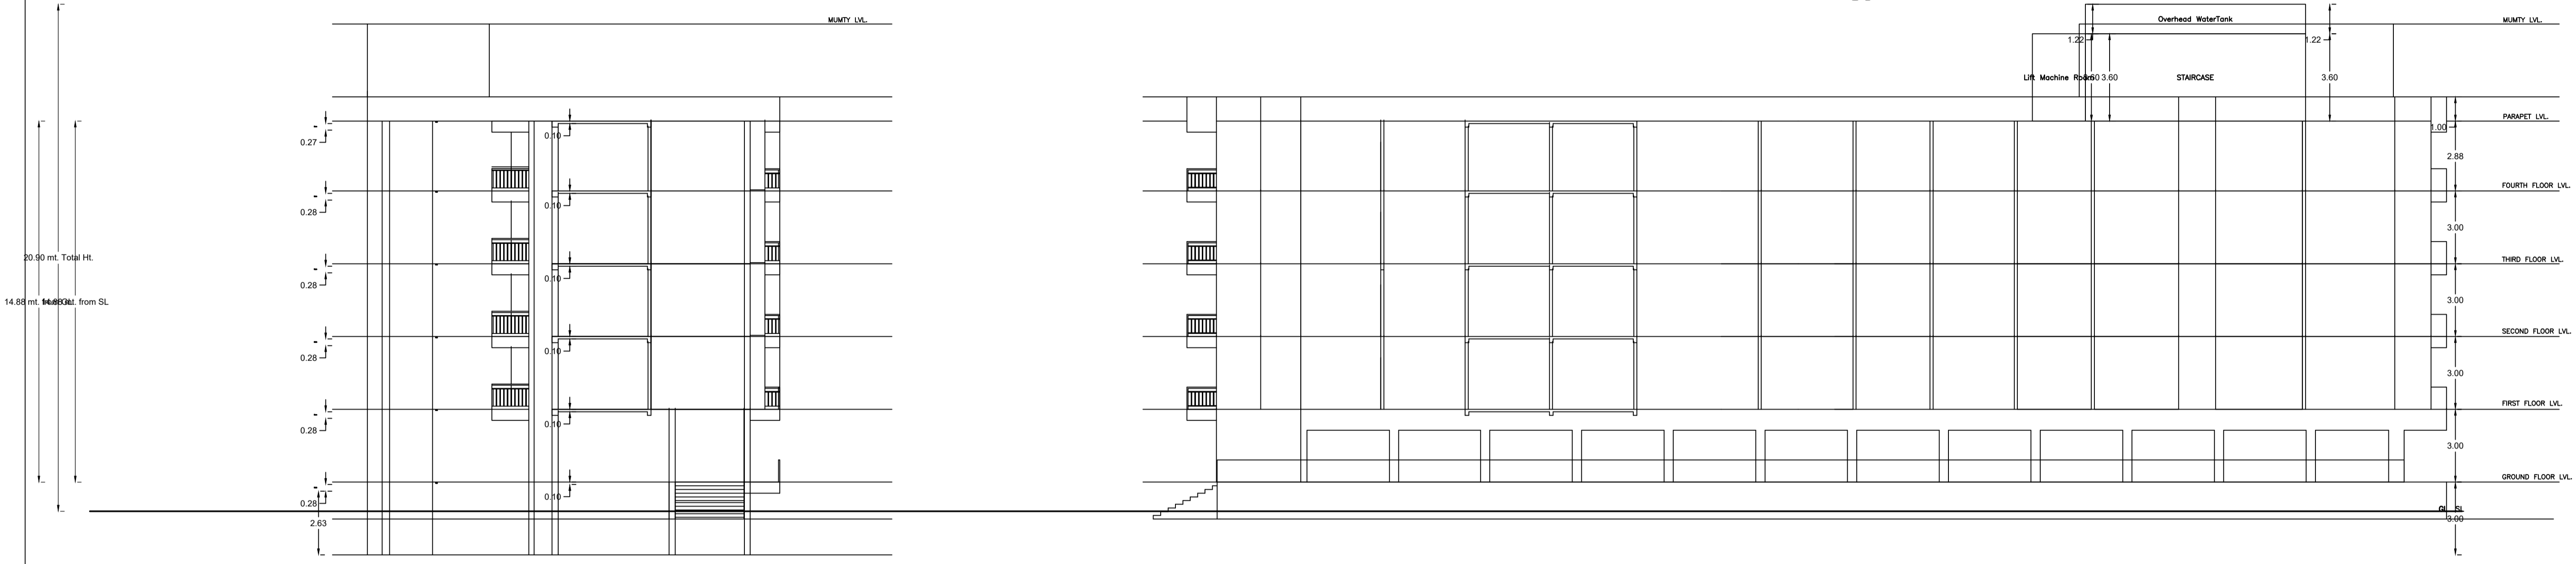 MUMTY LVL.
Overhead WaterTank
MUMTY LVL.
1.22
1.22
Lift Machine Room
3.60
STAIRCASE
3.60
PARAPET LVL.
1.00
0.10
0.27
2.88
FOURTH FLOOR LVL.
0.10
0.28
3.00
20.90 mt. Total Ht.
THIRD FLOOR LVL.
0.10
0.28
3.00
14.88 mt. from SL
SECOND FLOOR LVL.
0.10
0.28
3.00
FIRST FLOOR LVL.
0.10
0.28
3.00
GROUND FLOOR LVL.
0.10
0.28
GL SL
2.63
3.00